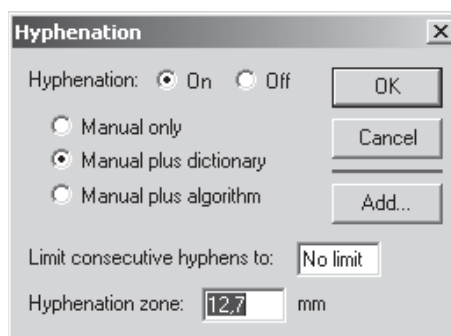 Hyphenation
Hyphenation: On Off
OK
Manual only
Cancel
Manual plus dictionary
Manual plus algorithm
Add...
Limit consecutive hyphens to: No limit
Hyphenation zone: 12,7 mm